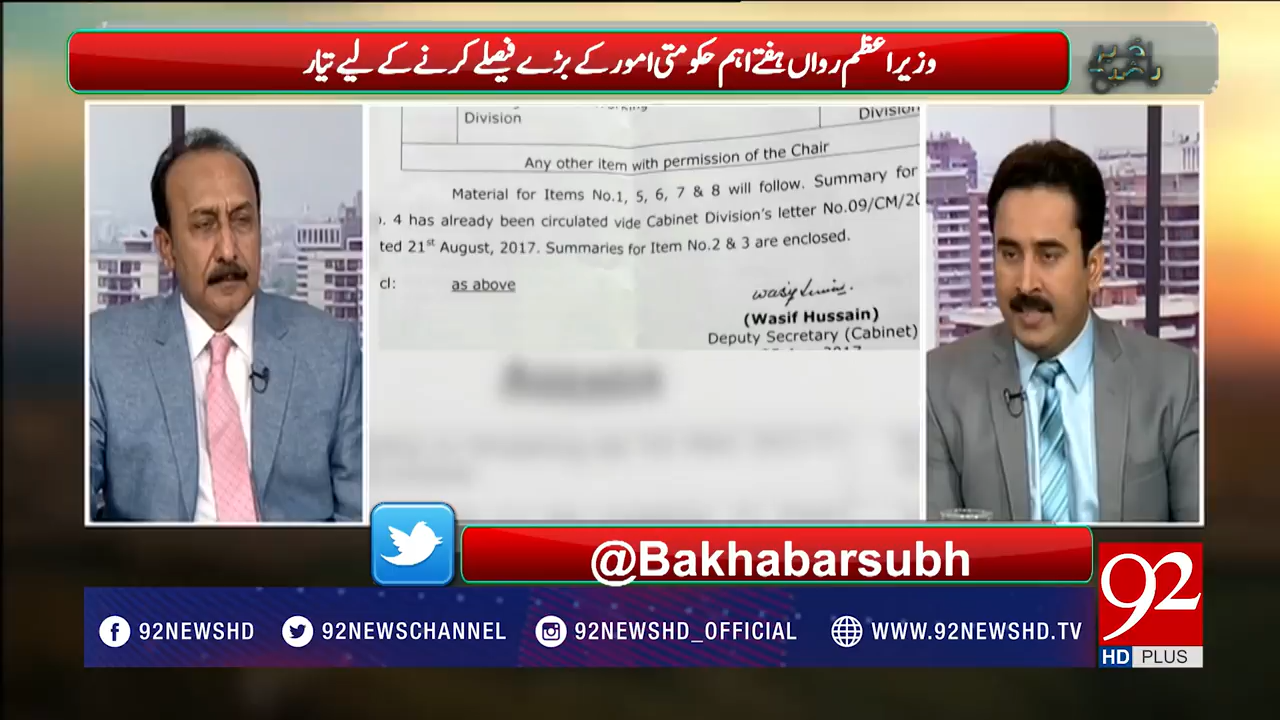 وزیراعظم رواں ہفتے اہم حکومتی امور کے بڑے فیصلے کرنے کے لیے تیار
باخبر
Division
Division
Any other item with permission of the Chair
Material for Items No.1, 5, 6, 7 & 8 will follow. Summary for
. 4 has already been circulated vide Cabinet Division's letter No.09/CM/20
ted 21st August, 2017. Summaries for Item No.2 & 3 are enclosed.
cl: as above
(Wasif Hussain)
Deputy Secretary (Cabinet)
@Bakhabarsubh
92NEWSHD 92NEWSCHANNEL 92NEWSHD_OFFICIAL WWW.92NEWSHD.TV
92
HD PLUS